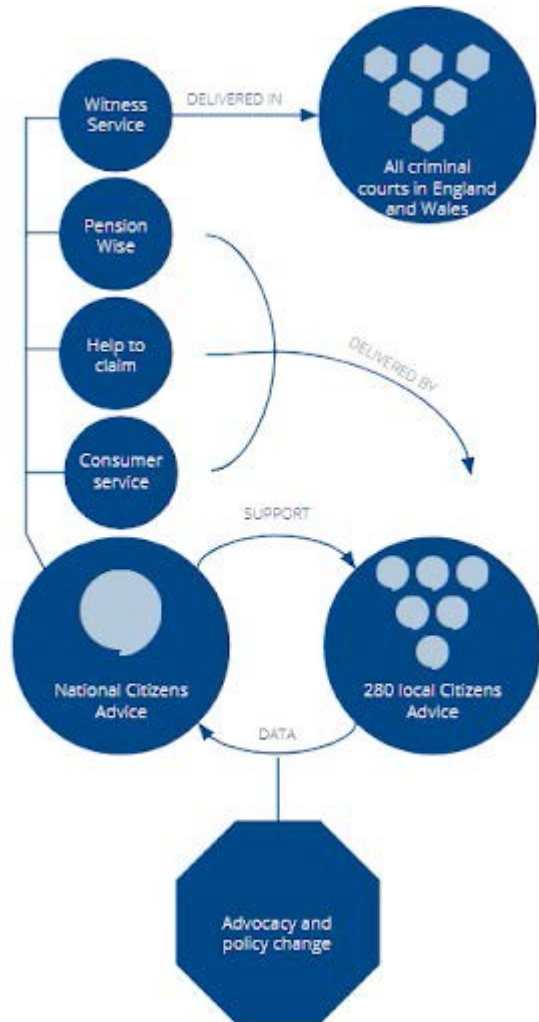 Witness
Service
DELIVERED IN
All criminal
courts in England
and Wales
Pension
Wise
Help to
claim
DELIVERED BY
Consumer
service
SUPPORT
National Citizens
Advice
280 local Citizens
Advice
DATA
Advocacy and
policy change